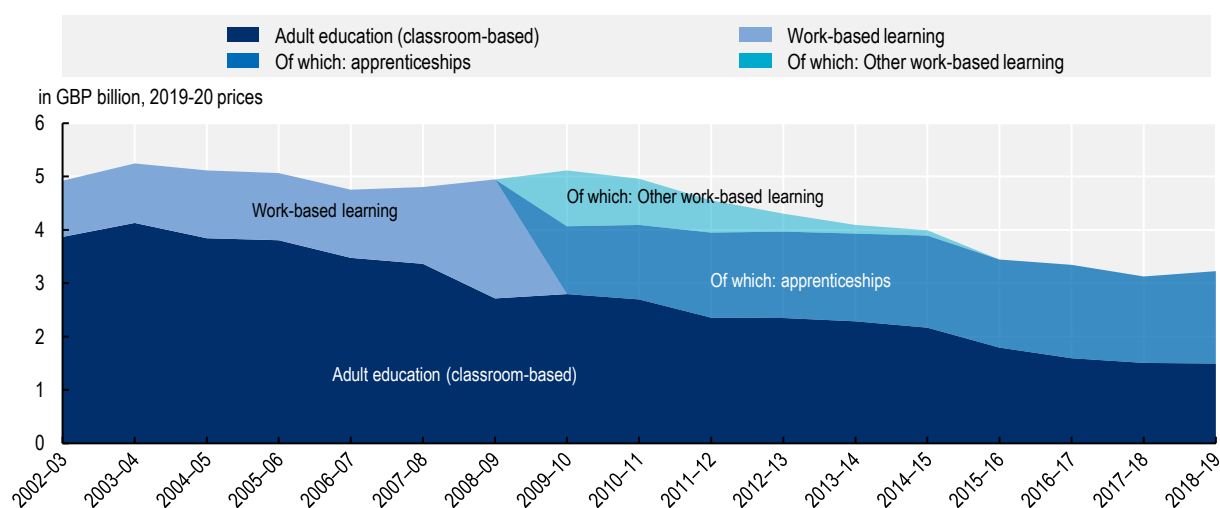 Adult education (classroom-based)
Work-based learning
Of which: apprenticeships
Of which: Other work-based learning
in GBP billion, 2019-20 prices
6
5
4
3
2
1
0
Of which: Other work-based learning
Work-based learning
Of which: apprenticeships
Adult education (classroom-based)
2002–03
2003–04
2004–05
2005–06
2006–07
2007–08
2008–09
2009–10
2010–11
2011–12
2012–13
2013–14
2014–15
2015–16
2016–17
2017–18
2018–19